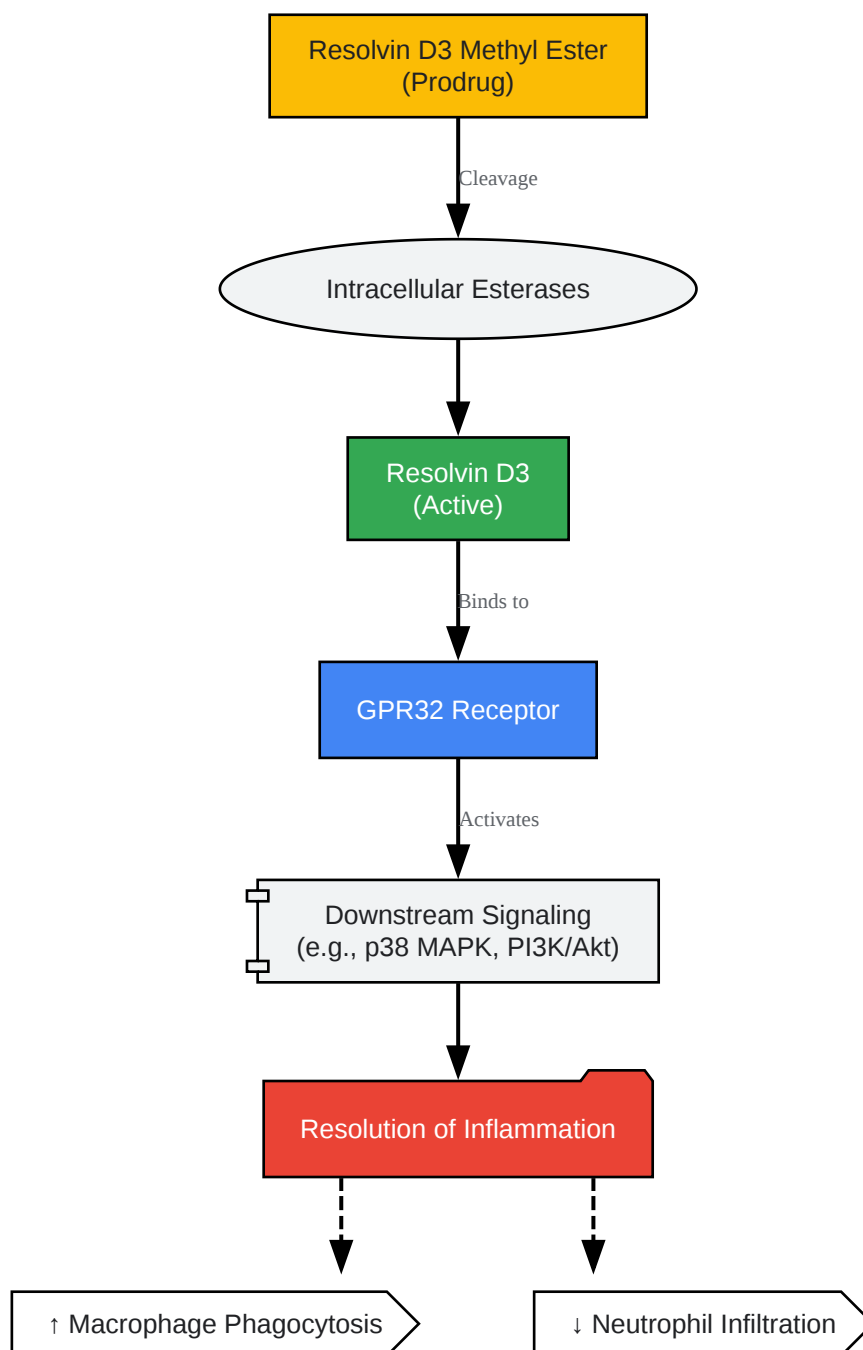 Resolvin D3 Methyl Ester
(Prodrug)
Cleavage
Intracellular Esterases
Resolvin D3
(Active)
Binds to
GPR32 Receptor
Activates
Downstream Signaling
(e.g., p38 MAPK, PI3K/Akt)
Resolution of Inflammation
↑ Macrophage Phagocytosis
↓ Neutrophil Infiltration